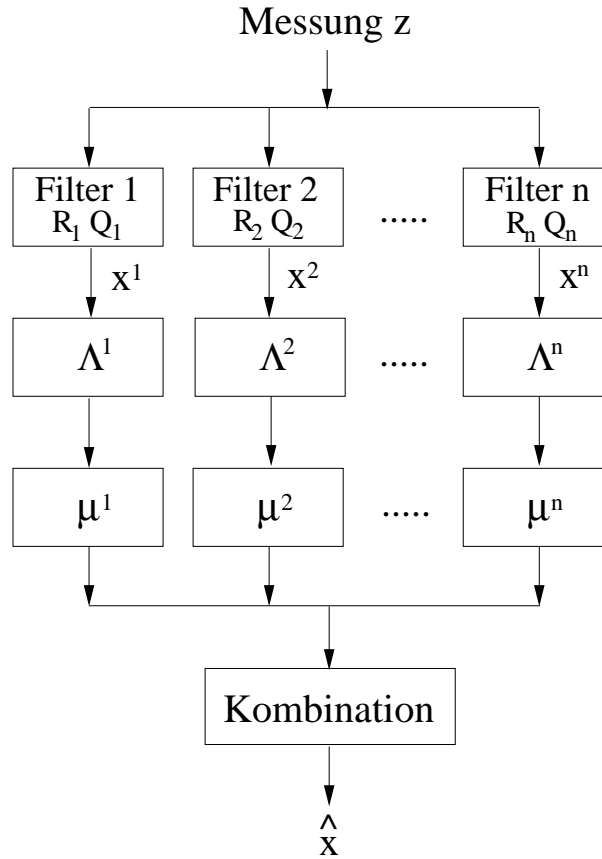 Messung z
Filter 1 Filter 2 ..... Filter n
R₁ Q₁ R₂ Q₂ Rₙ Qₙ
x¹ x² xⁿ
Λ¹ Λ² ..... Λⁿ
μ¹ μ² ..... μⁿ
Kombination
x̂